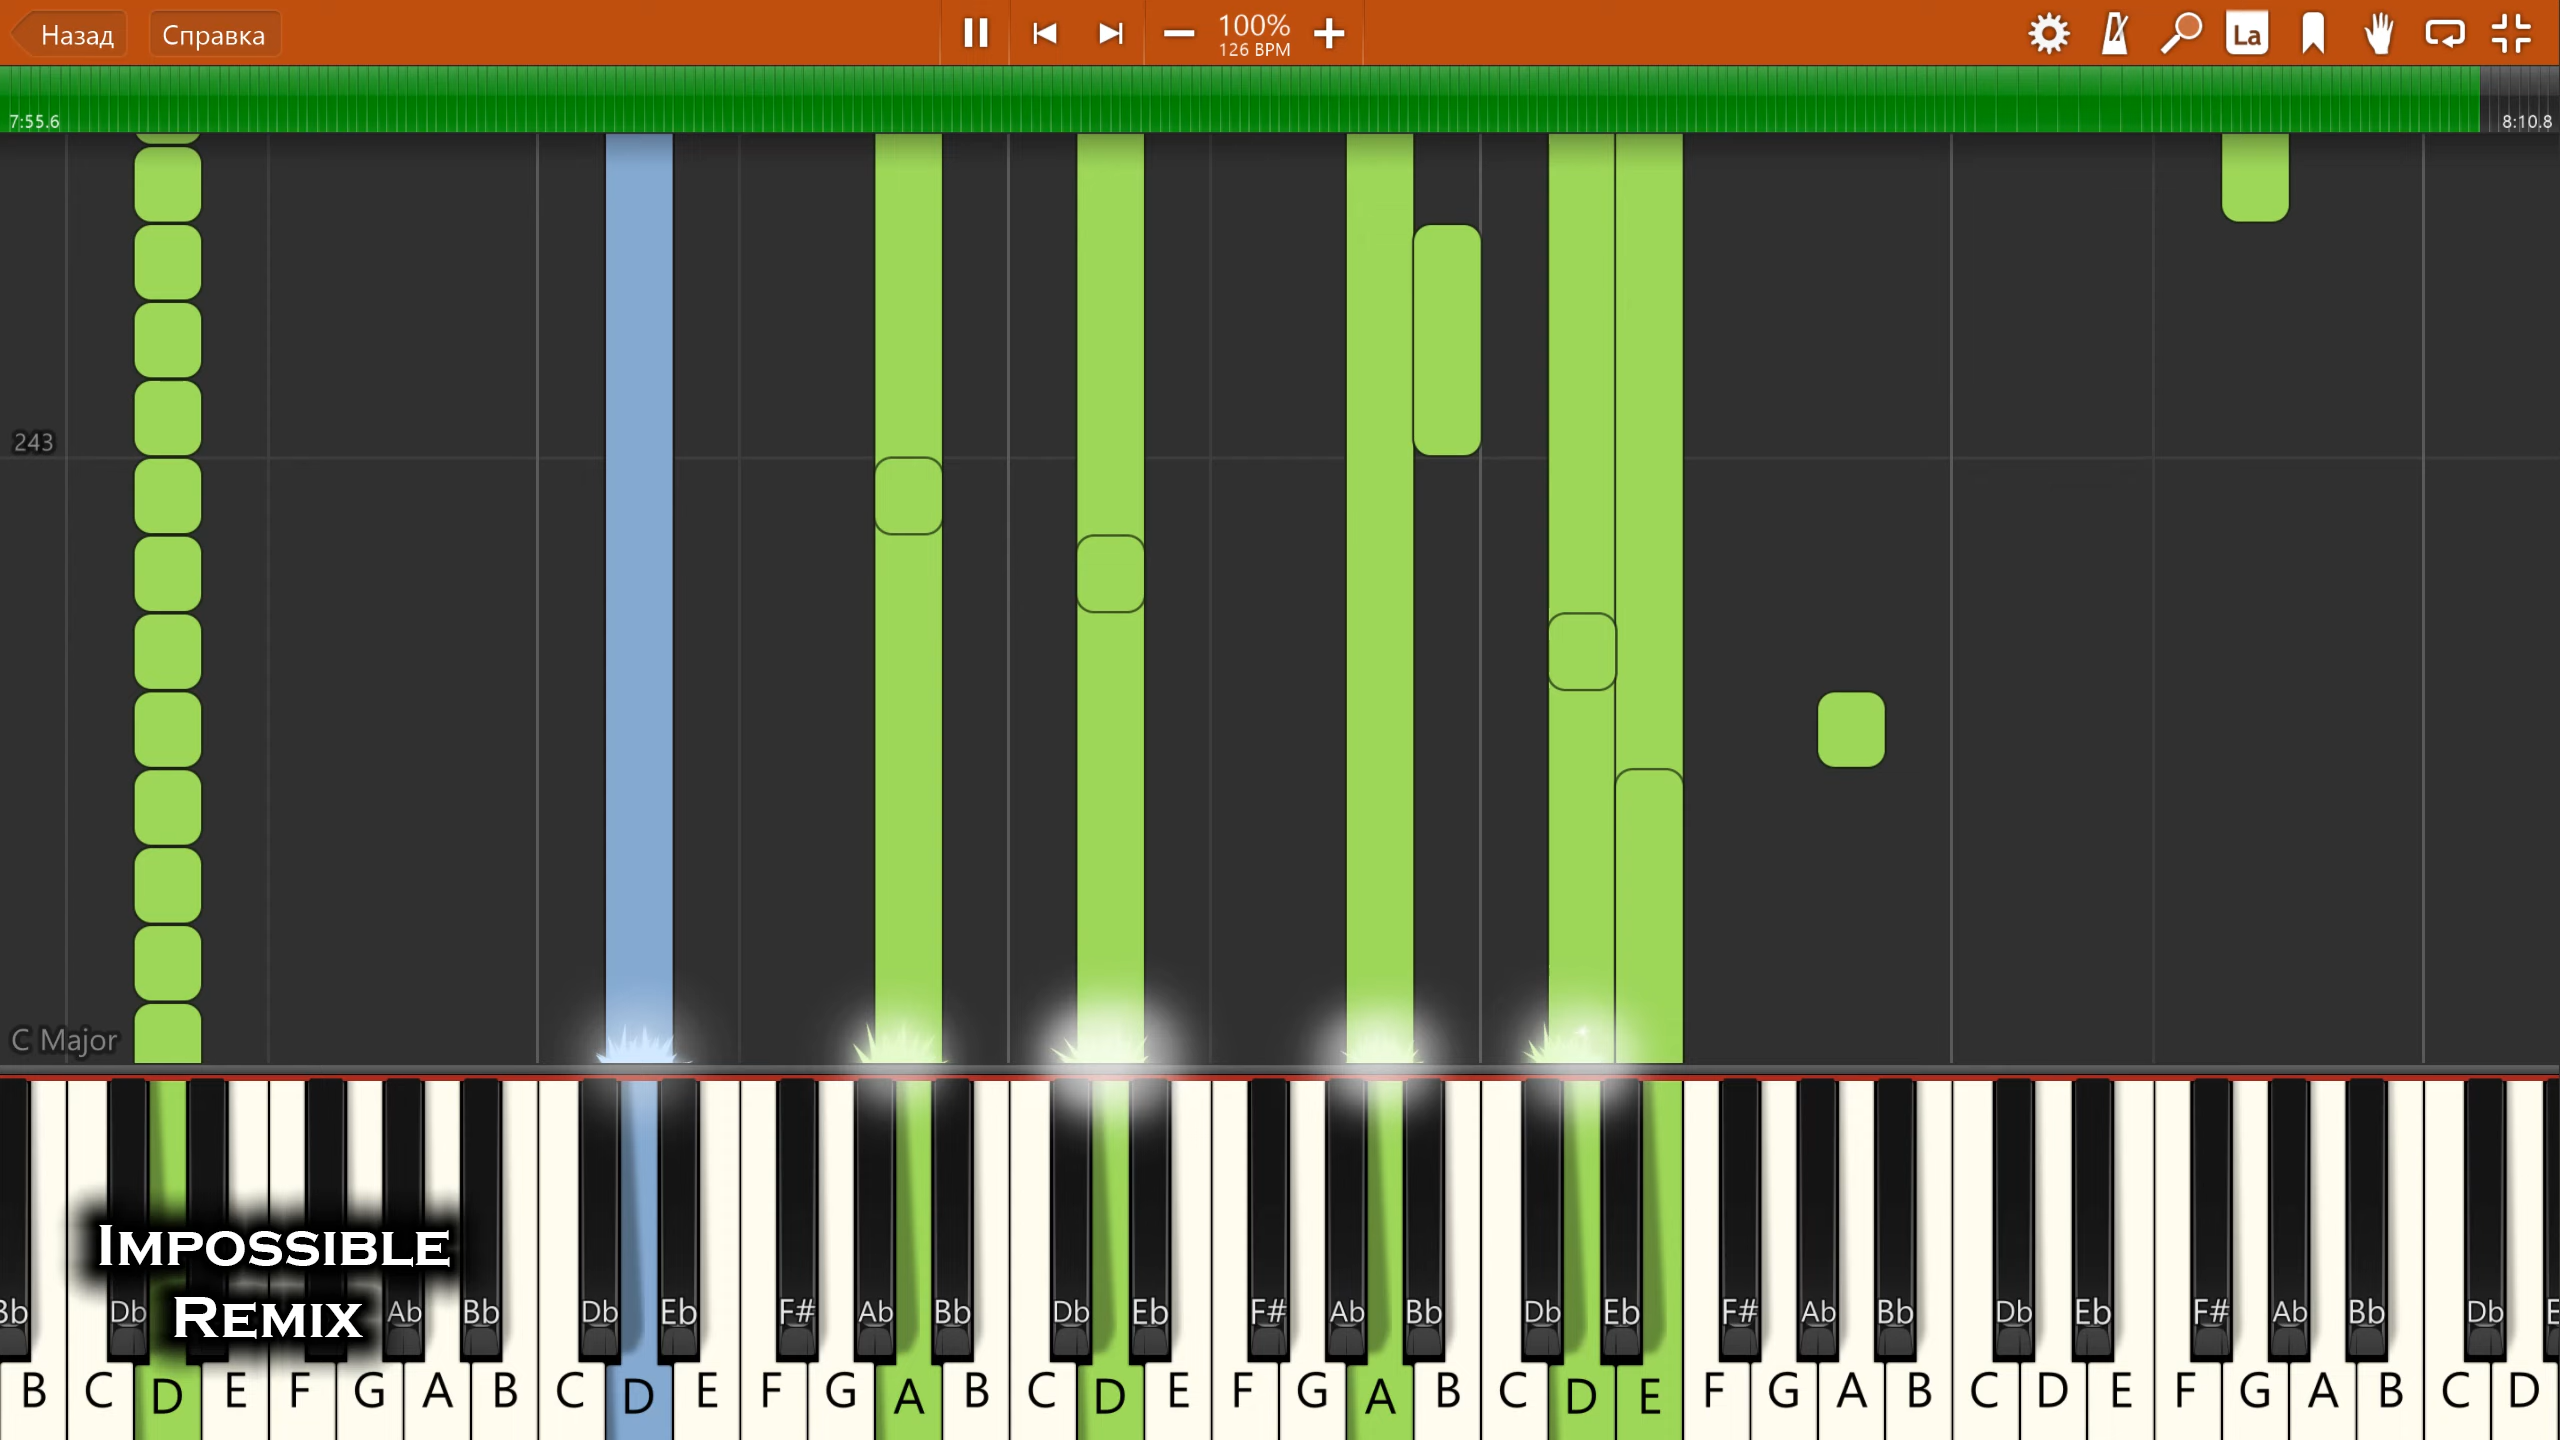 Назад Справка 100% La
126 BPM
7:55.6 8:10.8
243
C Major
Impossible
Remix
Bb Db Ab Bb Db Eb F# Ab Bb Db Eb F# Ab Bb Db Eb F# Ab Bb Db Eb F# Ab Bb Db
B C D E F G A B C D E F G A B C D E F G A B C D E F G A B C D E F G A B C D